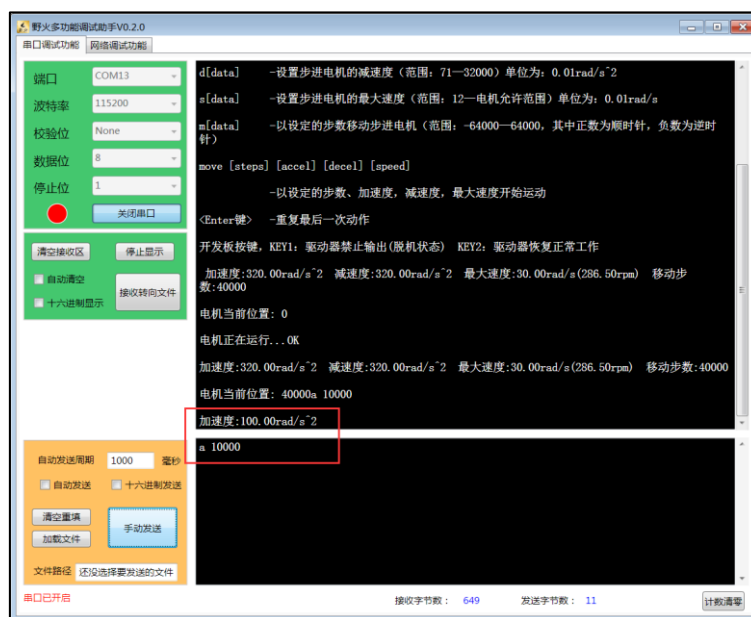 野火多功能调试助手V0.2.0
串口调试功能 网络调试功能
端口 COM13
波特率 115200
校验位 None
数据位 8
停止位 1
关闭串口
清空接收区 停止显示
自动清空
十六进制显示
接收转向文件
d[data] -设置步进电机的减速度（范围：71—32000）单位为：0.01rad/s^2
s[data] -设置步进电机的最大速度（范围：12—电机允许范围）单位为：0.01rad/s
m[data] -以设定的步数移动步进电机（范围：-64000—64000，其中正数为顺时针，负数为逆时
针）
move [steps] [accel] [decel] [speed]
-以设定的步数、加速度，减速度，最大速度开始运动
<Enter键> -重复最后一次动作
开发板按键，KEY1：驱动器禁止输出(脱机状态) KEY2：驱动器恢复正常工作
加速度:320.00rad/s^2 减速度:320.00rad/s^2 最大速度:30.00rad/s(286.50rpm) 移动步
数:40000
电机当前位置: 0
电机正在运行...OK
加速度:320.00rad/s^2 减速度:320.00rad/s^2 最大速度:30.00rad/s(286.50rpm) 移动步数:40000
电机当前位置: 40000a 10000
加速度:100.00rad/s^2
a 10000
自动发送周期 1000 毫秒
自动发送 十六进制发送
清空重填
加载文件
手动发送
文件路径 还没选择要发送的文件
串口已开启 接收字节数： 649 发送字节数： 11 计数清零